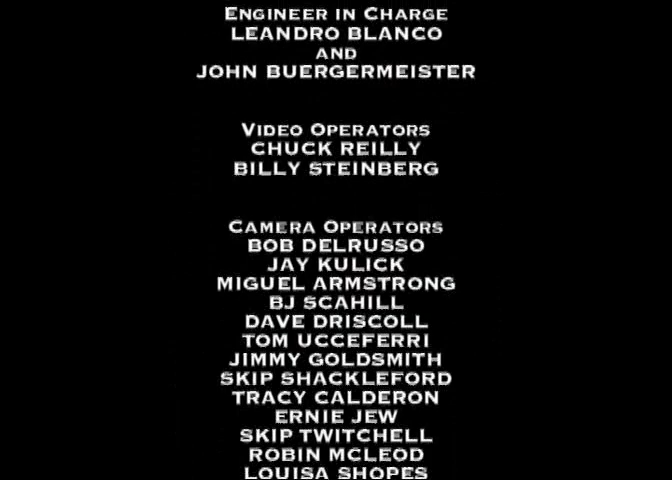 Engineer in Charge
LEANDRO BLANCO
AND
JOHN BUERGERMEISTER
Video Operators
CHUCK REILLY
BILLY STEINBERG
Camera Operators
BOB DELRUSSO
JAY KULICK
MIGUEL ARMSTRONG
BJ SCAHILL
DAVE DRISCOLL
TOM UCCEFERRI
JIMMY GOLDSMITH
SKIP SHACKLEFORD
TRACY CALDERON
ERNIE JEW
SKIP TWITCHELL
ROBIN MCLEOD
LOUISA SHOPES